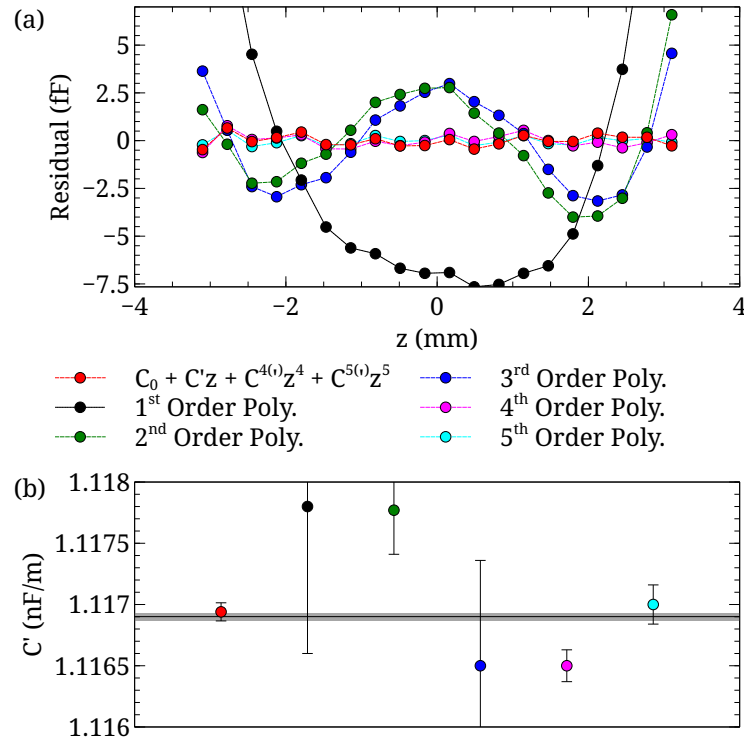 (a)
Residual (fF)
5
2.5
0
−2.5
−5
−7.5
−4
−2
0
2
4
z (mm)
C₀ + C'z + C⁴⁽'⁾z⁴ + C⁵⁽'⁾z⁵
1ˢᵗ Order Poly.
2ⁿᵈ Order Poly.
3ʳᵈ Order Poly.
4ᵗʰ Order Poly.
5ᵗʰ Order Poly.
(b)
C' (nF/m)
1.118
1.1175
1.117
1.1165
1.116